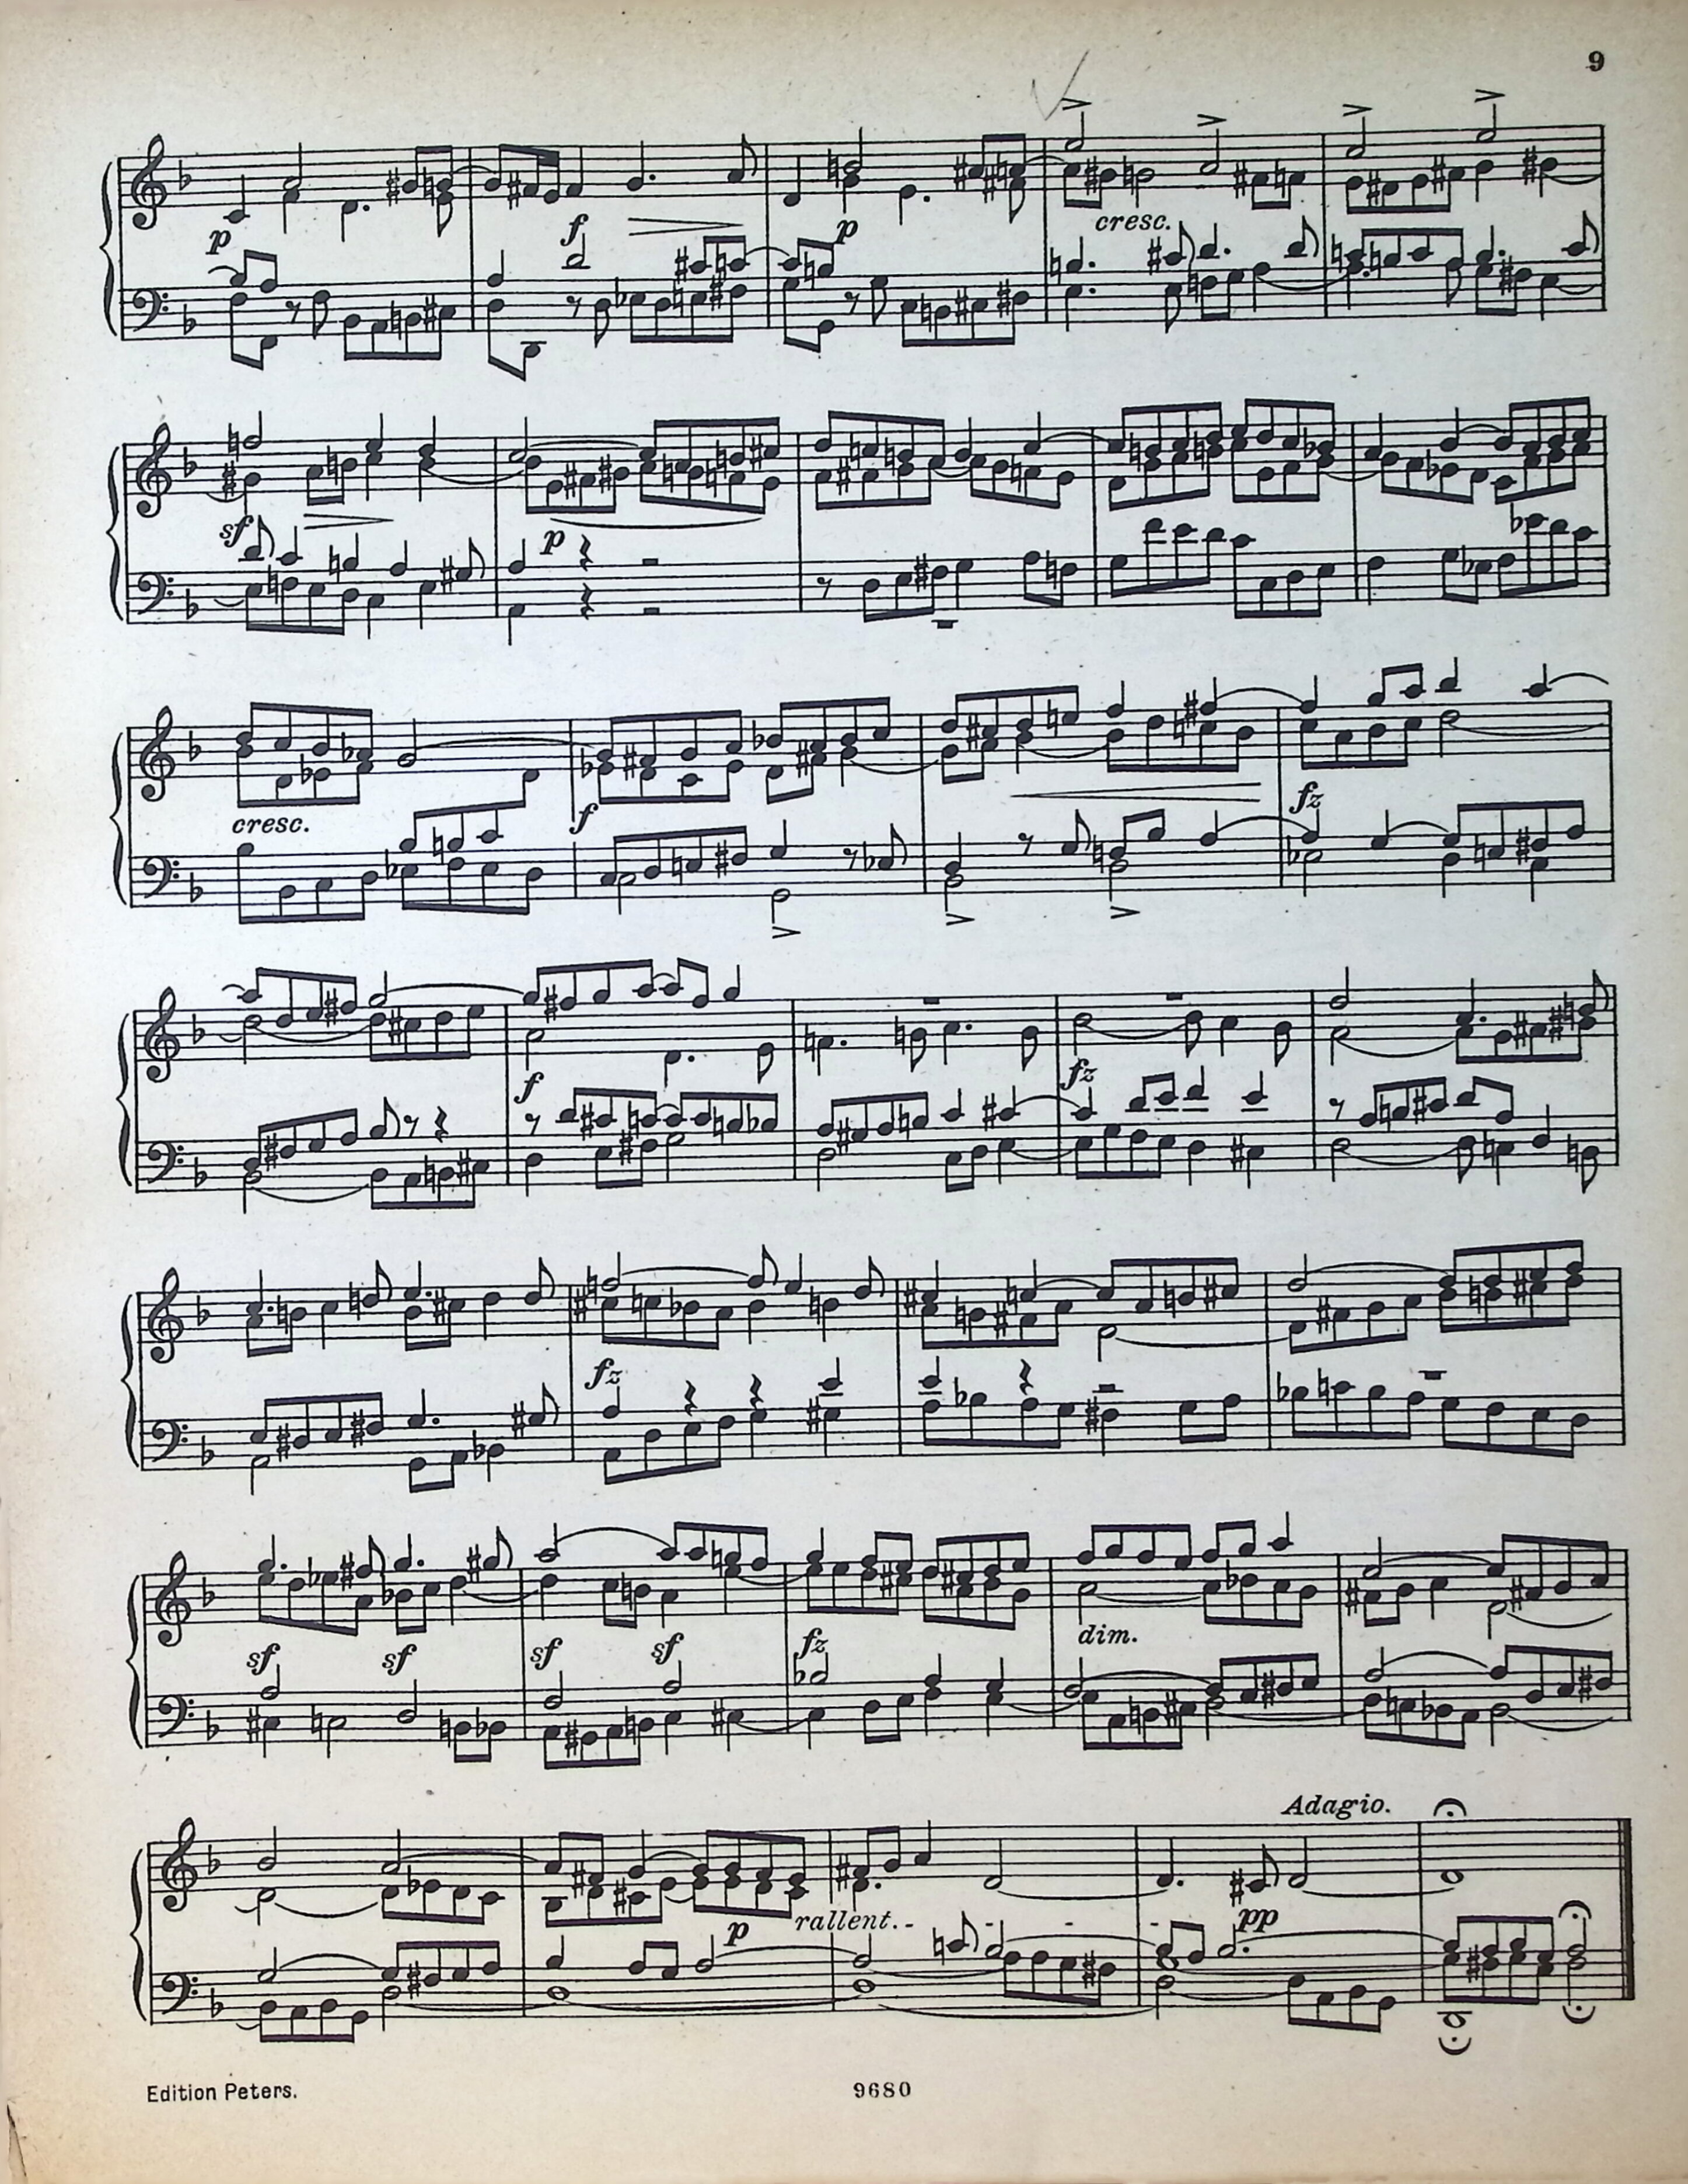 9
p f p cresc.
sf p
cresc. f fz
f fz
fz
sf sf sf sf fz dim.
Adagio.
p rallent. - - - - pp
Edition Peters. 9680